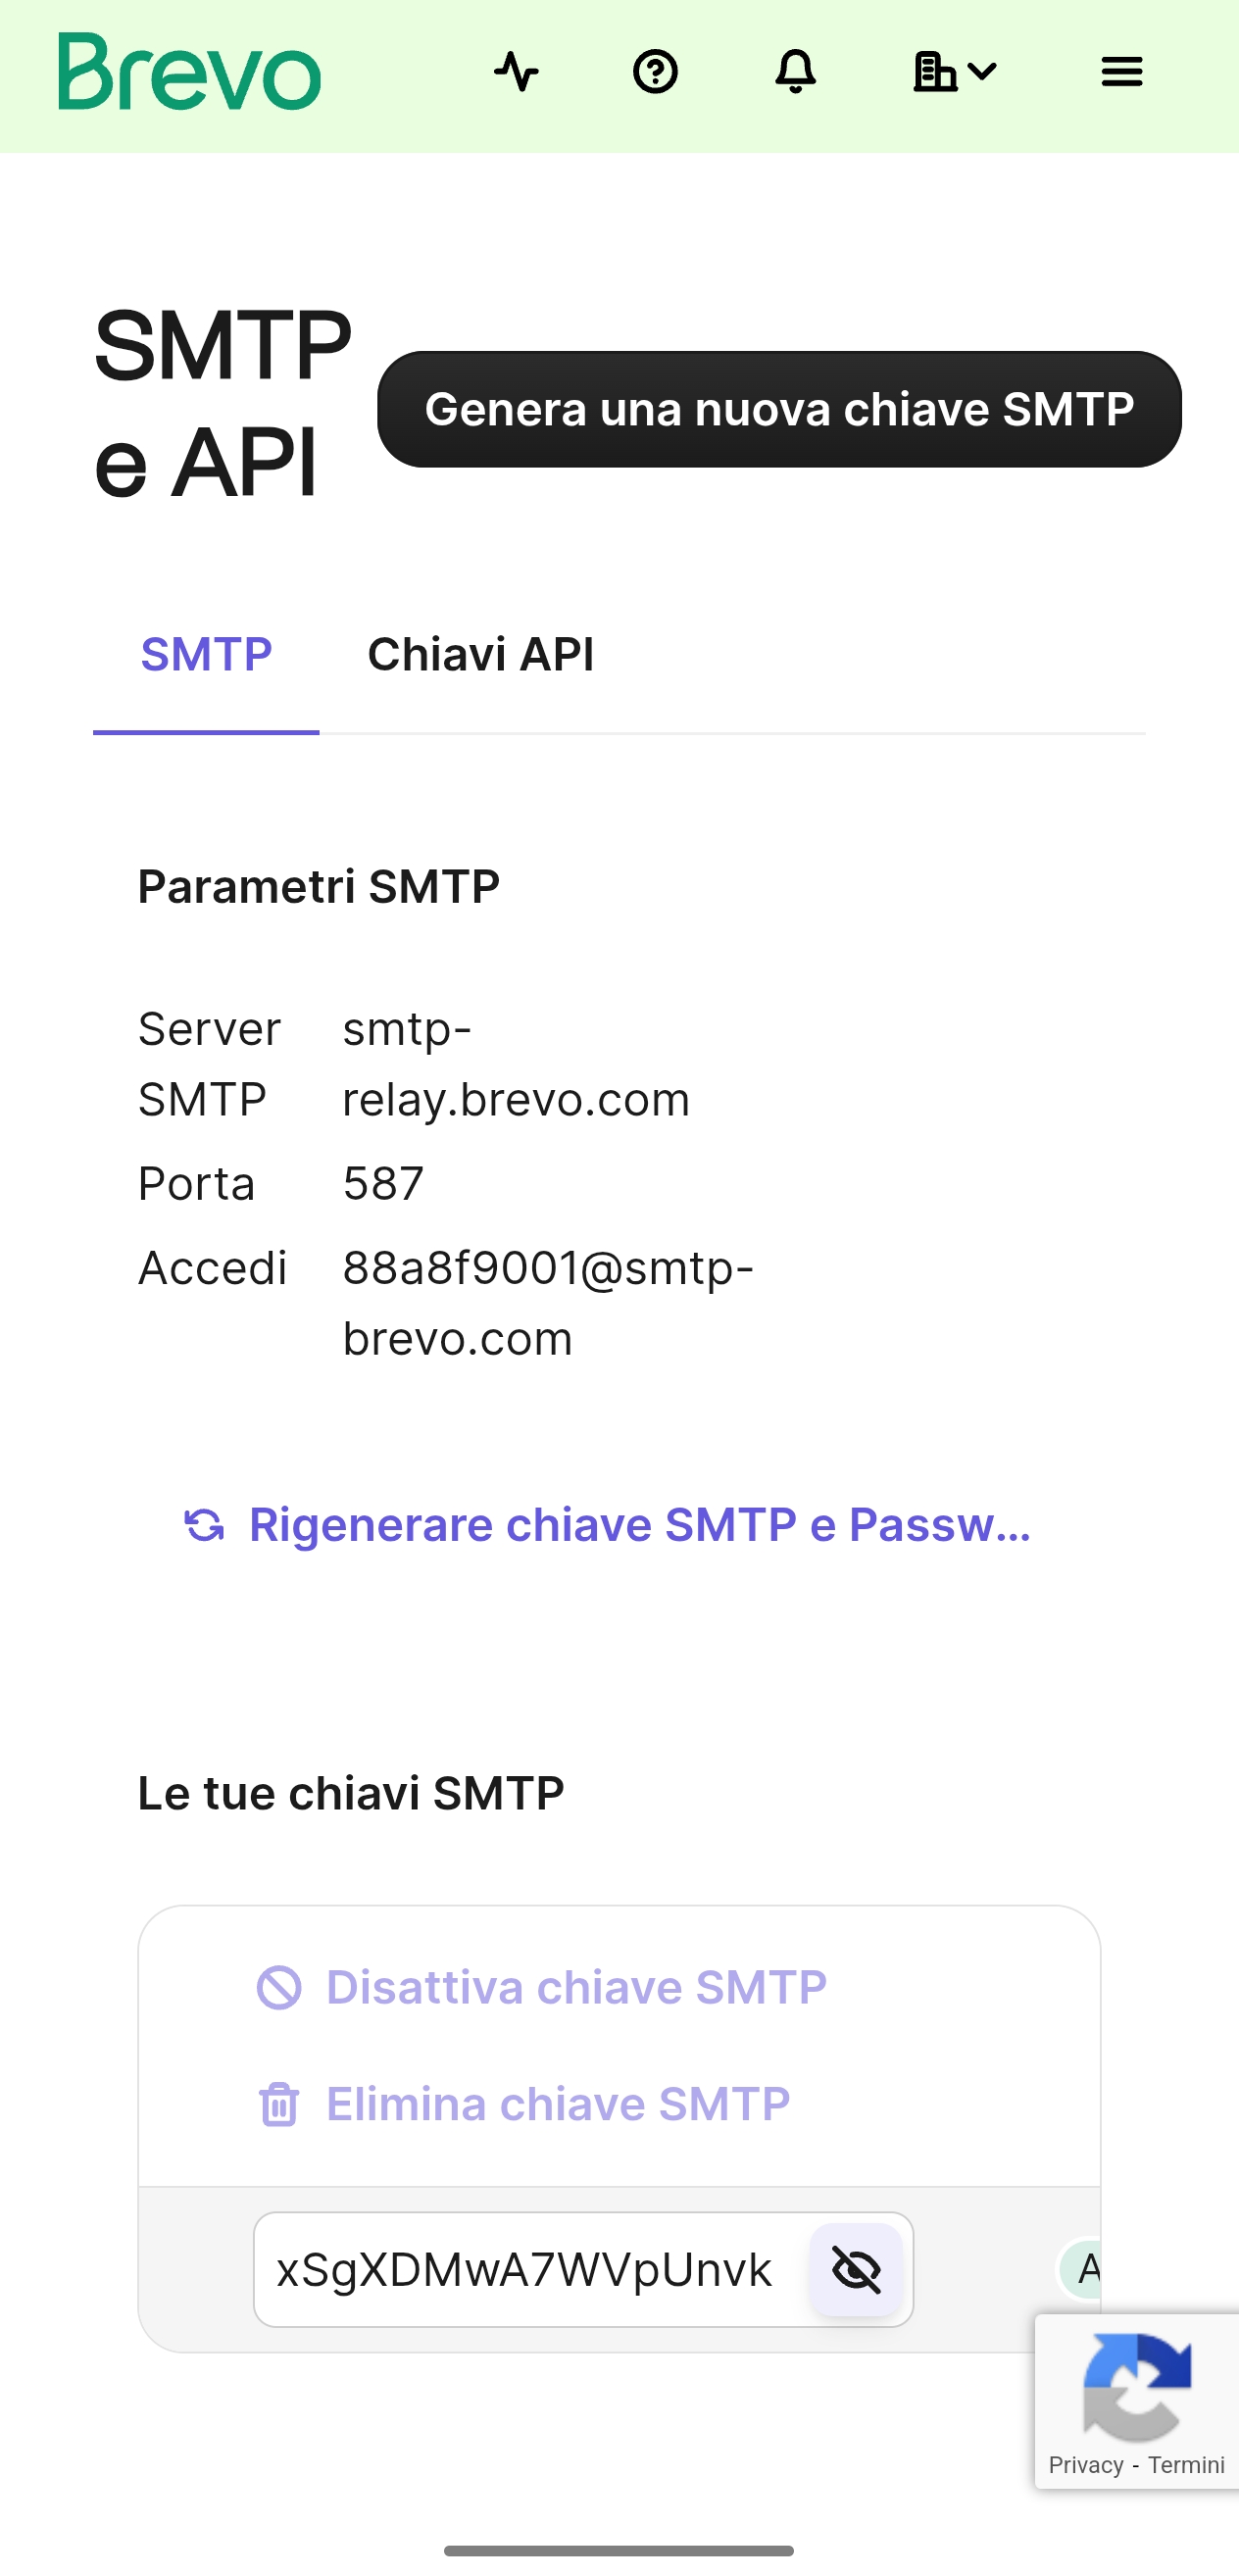 Brevo
SMTP
e API
Genera una nuova chiave SMTP
SMTP
Chiavi API
Parametri SMTP
Server
SMTP
smtp-
relay.brevo.com
Porta
587
Accedi
88a8f9001@smtp-
brevo.com
Rigenerare chiave SMTP e Passw...
Le tue chiavi SMTP
Disattiva chiave SMTP
Elimina chiave SMTP
xSgXDMwA7WVpUnvk
A
Privacy - Termini